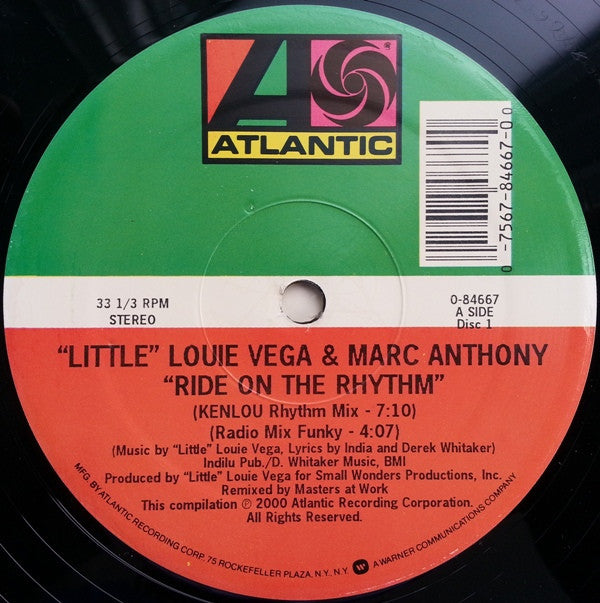 ATLANTIC
0-7567-84667-0 0
33 1/3 RPM
STEREO
0-84667
A SIDE
Disc 1
“LITTLE” LOUIE VEGA & MARC ANTHONY
“RIDE ON THE RHYTHM”
(KENLOU Rhythm Mix - 7:10)
(Radio Mix Funky - 4:07)
(Music by “Little” Louie Vega, Lyrics by India and Derek Whitaker)
Indilu Pub./D. Whitaker Music, BMI
Produced by “Little” Louie Vega for Small Wonders Productions, Inc.
Remixed by Masters at Work
This compilation ℗ 2000 Atlantic Recording Corporation.
All Rights Reserved.
MFG. BY ATLANTIC RECORDING CORP. 75 ROCKEFELLER PLAZA, N.Y., N.Y. A WARNER COMMUNICATIONS COMPANY